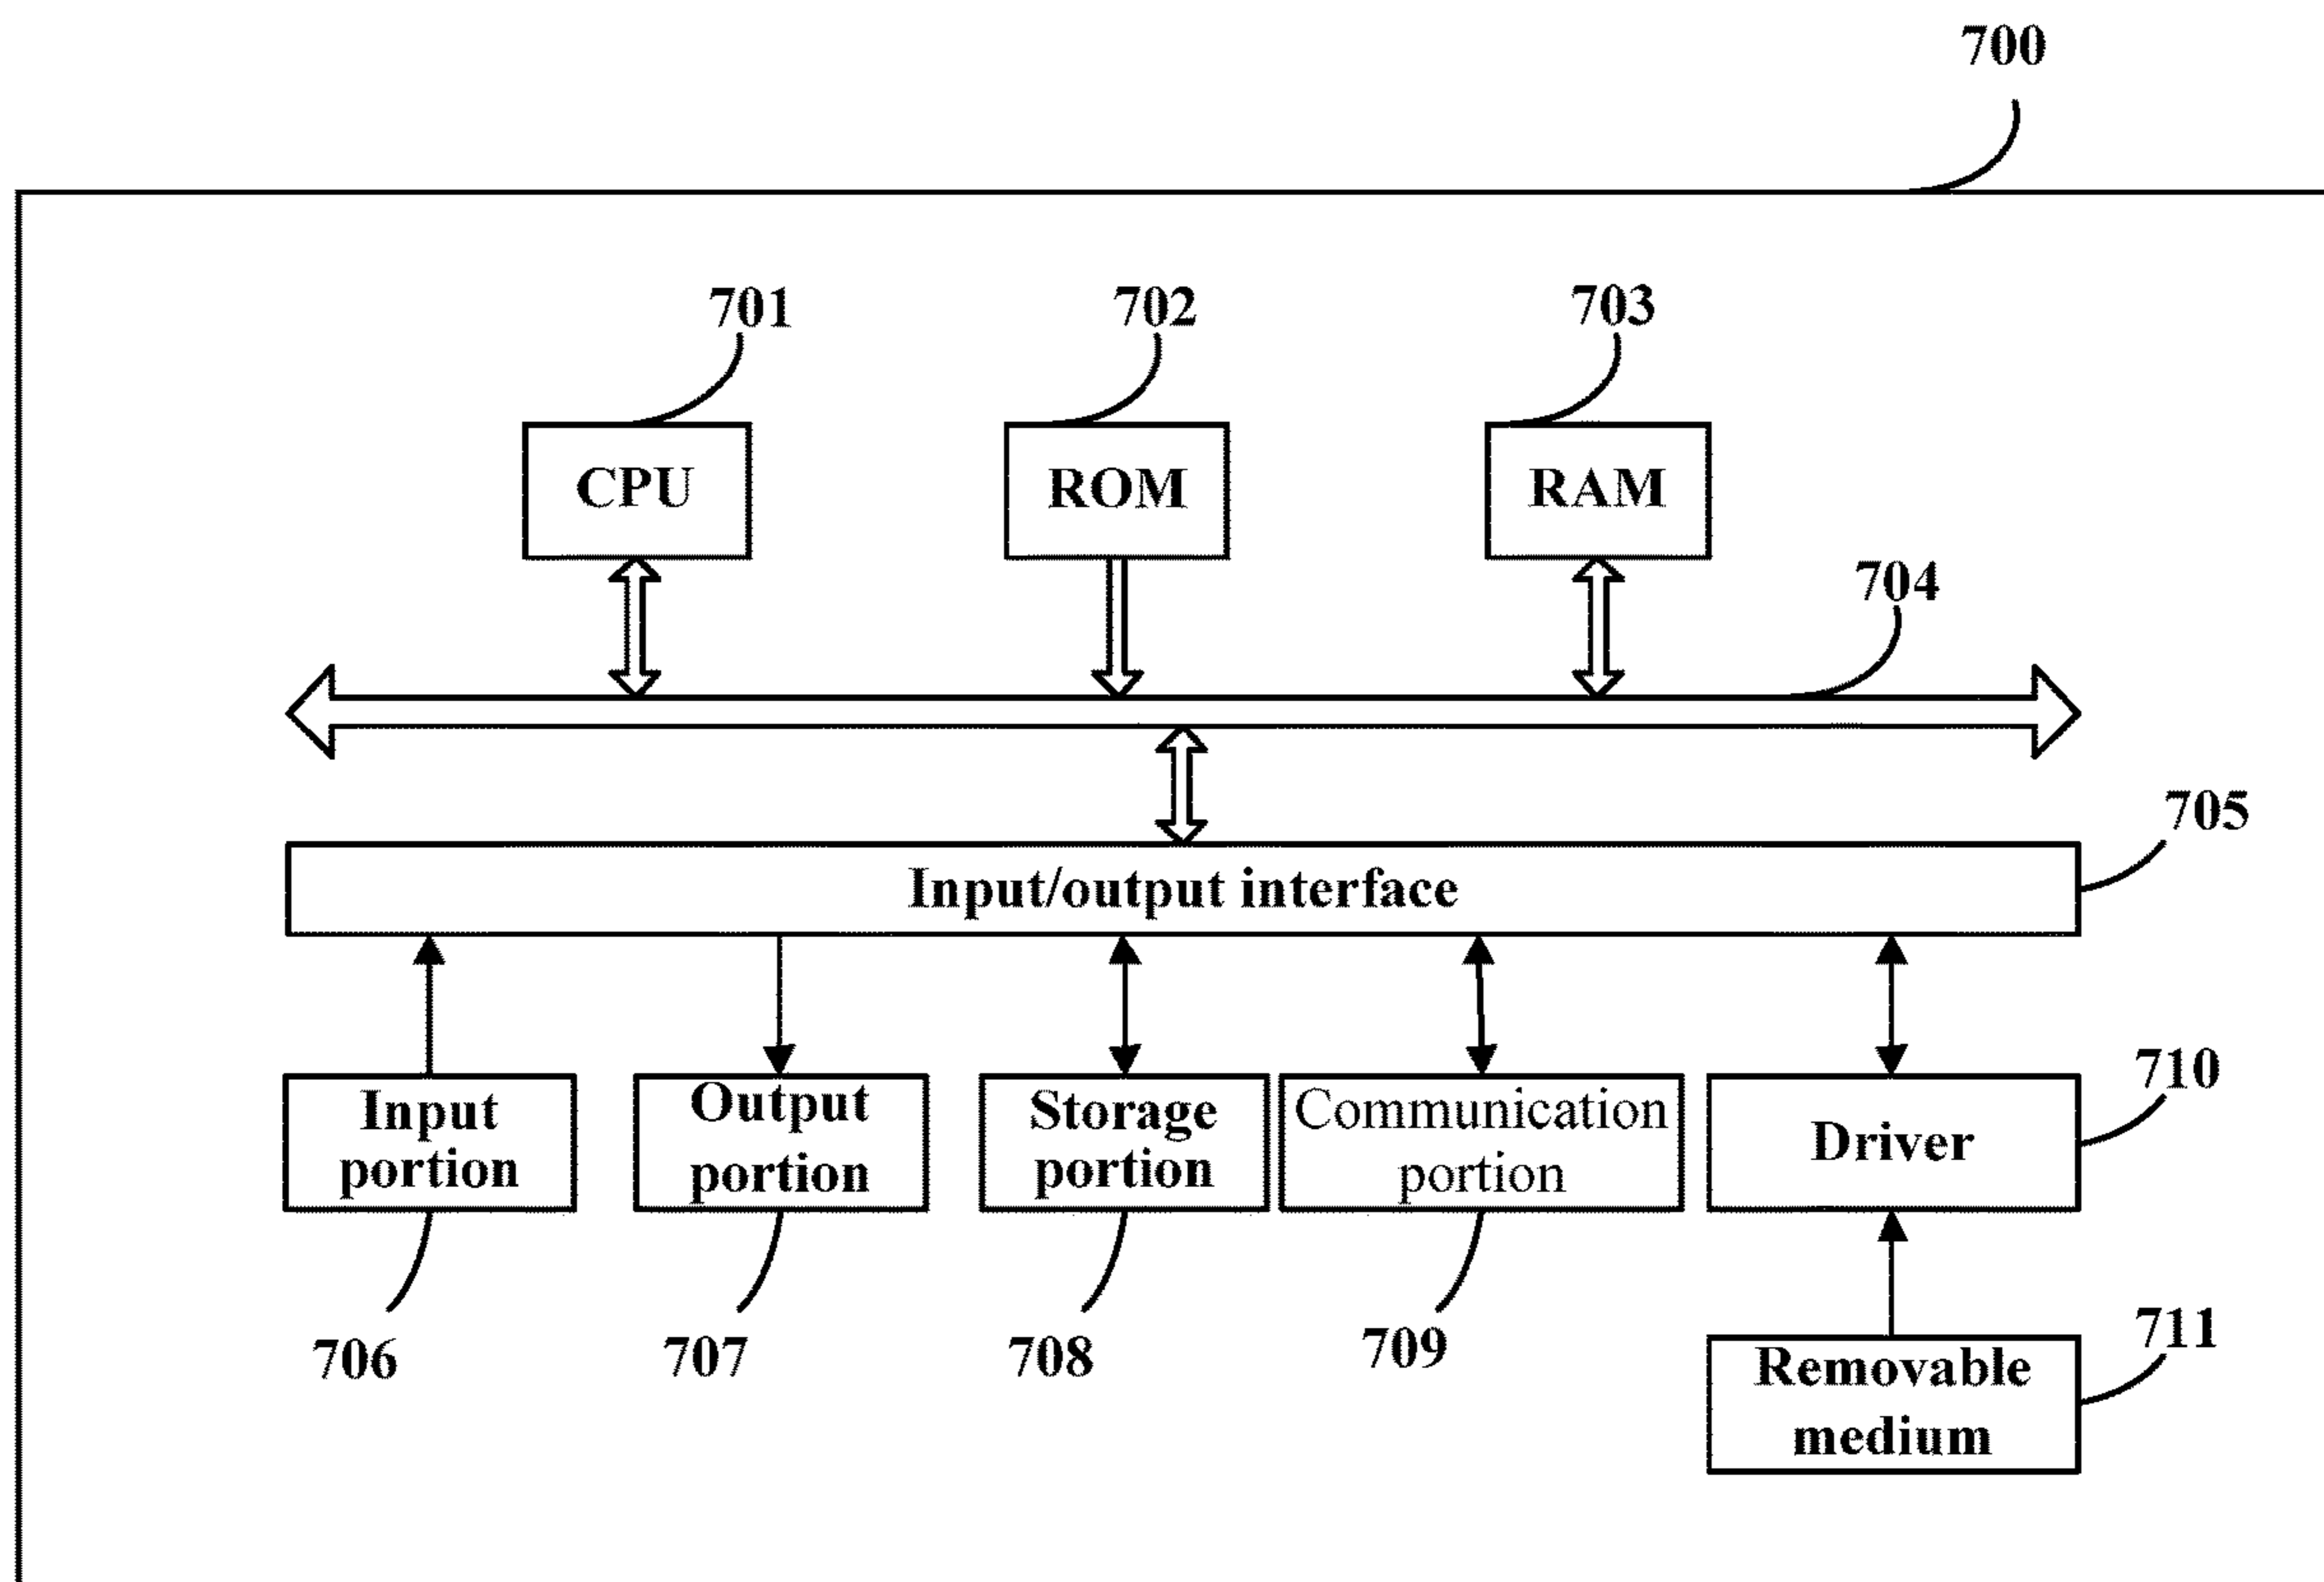 700
701
702
703
CPU
ROM
RAM
704
705
Input/output interface
710
Input
portion
Output
portion
Storage
portion
Communication
portion
Driver
706
707
708
709
711
Removable
medium